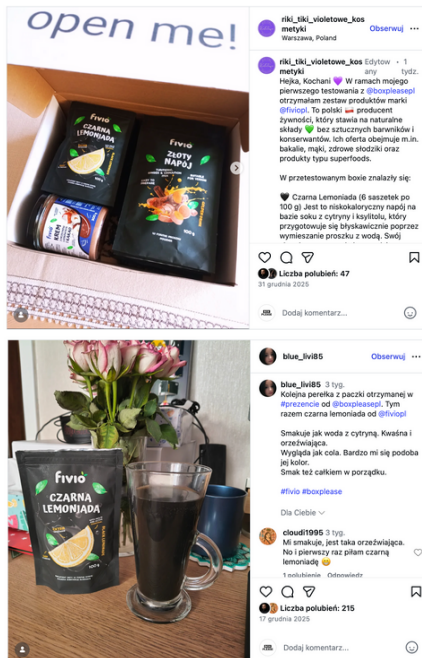 open me!
fivio
CZARNA
LEMONIADA
100 g
fivio
ZŁOTY
NAPÓJ
fivio
KREM
riki_tiki_violetowe_kos
metyki
Warszawa, Poland
Obserwuj
riki_tiki_violetowe_kos
metyki
Edytow
any
• 1
tydz.
Hejka, Kochani 💜 W ramach mojego
pierwszego testowania z
@boxpleasepl
otrzymałam zestaw produktów marki
@fiviopl. To polski 🇵🇱 producent
żywności, który stawia na naturalne
składy 💚 bez sztucznych barwników i
konserwantów. Ich oferta obejmuje m.in.
bakalie, mąki, zdrowe słodziki oraz
produkty typu superfoods.
W przetestowanym boxie znalazły się:
🖤 Czarna Lemoniada (6 saszetek po
100 g) Jest to niskokaloryczny napój na
bazie soku z cytryny i ksylitolu, który
przygotowuje się błyskawicznie poprzez
wymieszanie proszku z wodą. Swój
Liczba polubień: 47
31 grudnia 2025
Dodaj komentarz...
fivio
CZARNA
LEMONIADA
100 g
blue_livi85
Obserwuj
blue_livi85 3 tyg.
Kolejna perełka z paczki otrzymanej w
#prezencie od @boxpleasepl. Tym
razem czarna lemoniada od @fiviopl
Smakuje jak woda z cytryną. Kwaśna i
orzeźwiająca.
Wygląda jak cola. Bardzo mi się podoba
jej kolor.
Smak też całkiem w porządku.
#fivio #boxplease
Dla Ciebie
cloudi1995 3 tyg.
Mi smakuje, jest taka orzeźwiająca.
No i pierwszy raz piłam czarną
lemoniadę 😄
1 polubienie Odpowiedz
Liczba polubień: 215
17 grudnia 2025
Dodaj komentarz...